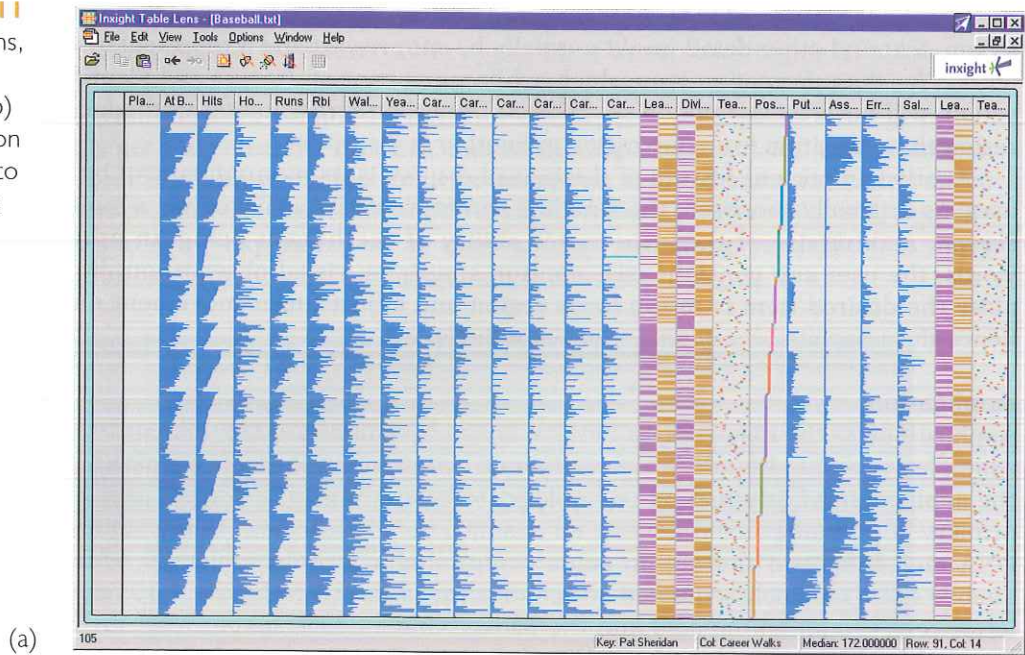 ns,
o)
on
to
Inxight Table Lens - [Baseball.txt]
File Edit View Tools Options Window Help
inxight
Pla... At B... Hits Ho... Runs Rbi Wal... Yea... Car... Car... Car... Car... Car... Car... Lea... Divi... Tea... Pos... Put ... Ass... Err... Sal... Lea... Tea...
(a)
105 Key: Pat Sheridan Col: Career Walks Median: 172.000000 Row: 91, Col: 14